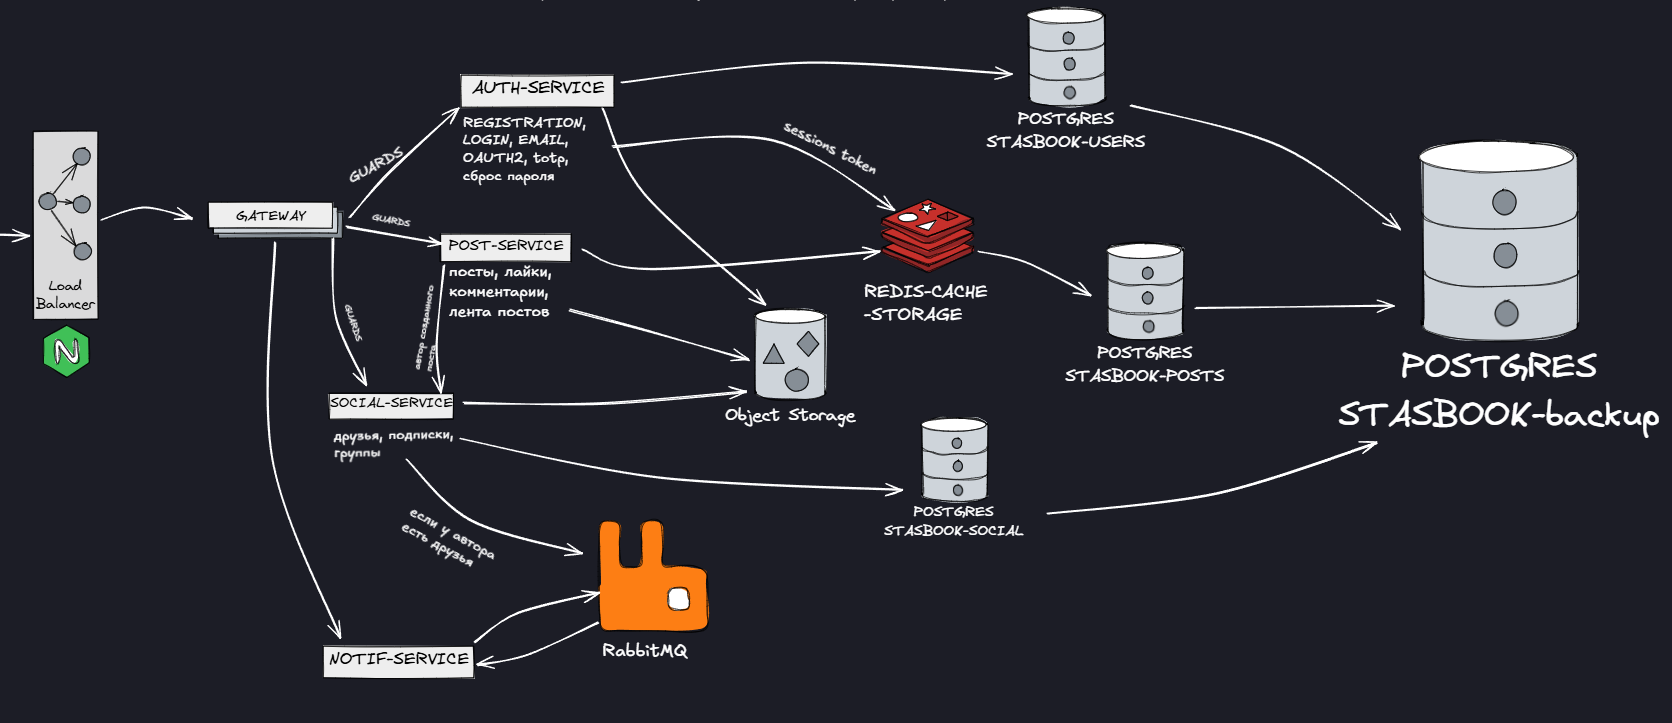 AUTH-SERVICE
REGISTRATION,
LOGIN, EMAIL,
OAUTH2, totp,
сброс пароля
GUARDS
sessions token
POSTGRES
STASBOOK-USERS
Load
Balancer
N
GATEWAY
GUARDS
POST-SERVICE
посты, лайки,
комментарии,
лента постов
GUARDS
автор созданного
поста
REDIS-CACHE
-STORAGE
POSTGRES
STASBOOK-POSTS
POSTGRES
STASBOOK-backup
SOCIAL-SERVICE
друзья, подписки,
группы
Object Storage
POSTGRES
STASBOOK-SOCIAL
если у автора
есть друзья
RabbitMQ
NOTIF-SERVICE